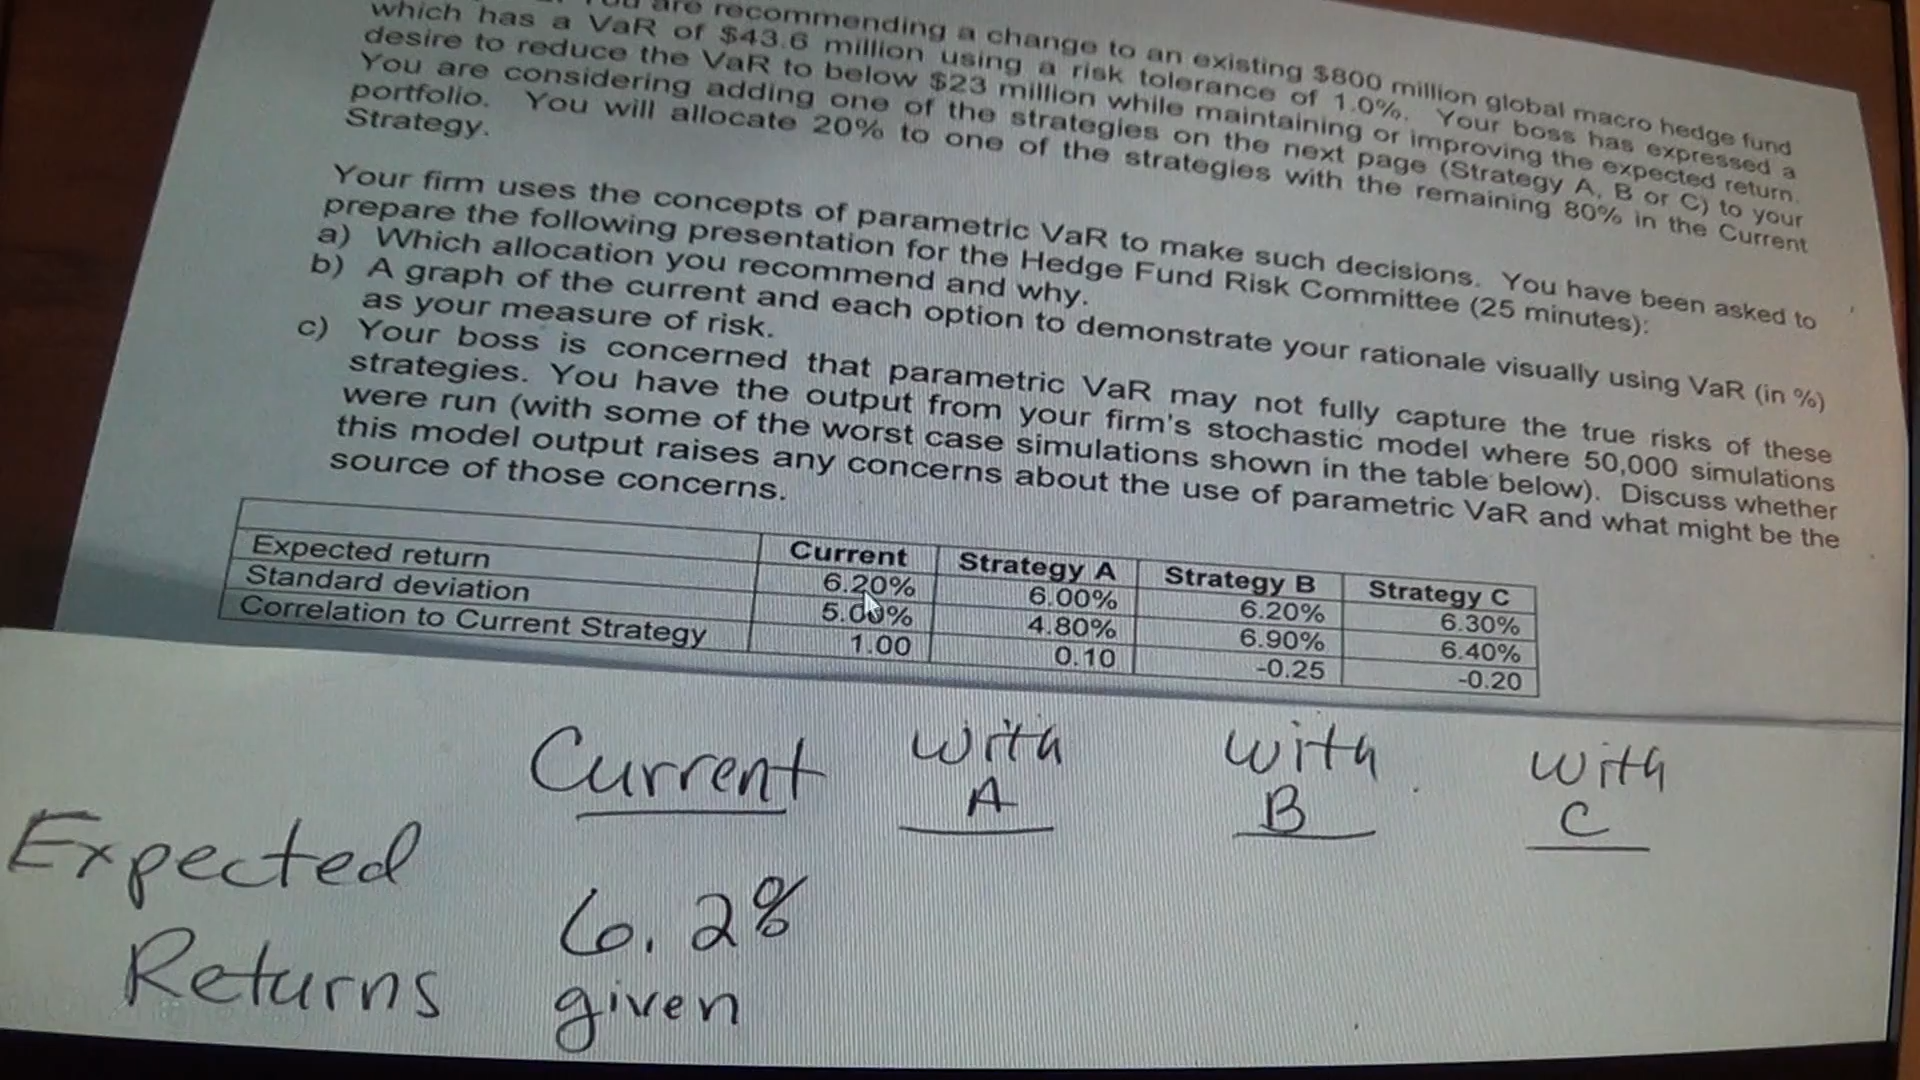 are recommending a change to an existing $800 million global macro hedge fund
which has a VaR of $43.6 million using a risk tolerance of 1.0%. Your boss has expressed a
desire to reduce the VaR to below $23 million while maintaining or improving the expected return.
You are considering adding one of the strategies on the next page (Strategy A, B or C) to your
portfolio. You will allocate 20% to one of the strategies with the remaining 80% in the Current
Strategy.
Your firm uses the concepts of parametric VaR to make such decisions. You have been asked to
prepare the following presentation for the Hedge Fund Risk Committee (25 minutes):
a) Which allocation you recommend and why.
b) A graph of the current and each option to demonstrate your rationale visually using VaR (in %)
as your measure of risk.
c) Your boss is concerned that parametric VaR may not fully capture the true risks of these
strategies. You have the output from your firm's stochastic model where 50,000 simulations
were run (with some of the worst case simulations shown in the table below). Discuss whether
this model output raises any concerns about the use of parametric VaR and what might be the
source of those concerns.
Current Strategy A Strategy B Strategy C
Expected return 6.20% 6.00% 6.20% 6.30%
Standard deviation 5.00% 4.80% 6.90% 6.40%
Correlation to Current Strategy 1.00 0.10 -0.25 -0.20
Current with with with
A B C
Expected 6.2%
Returns given